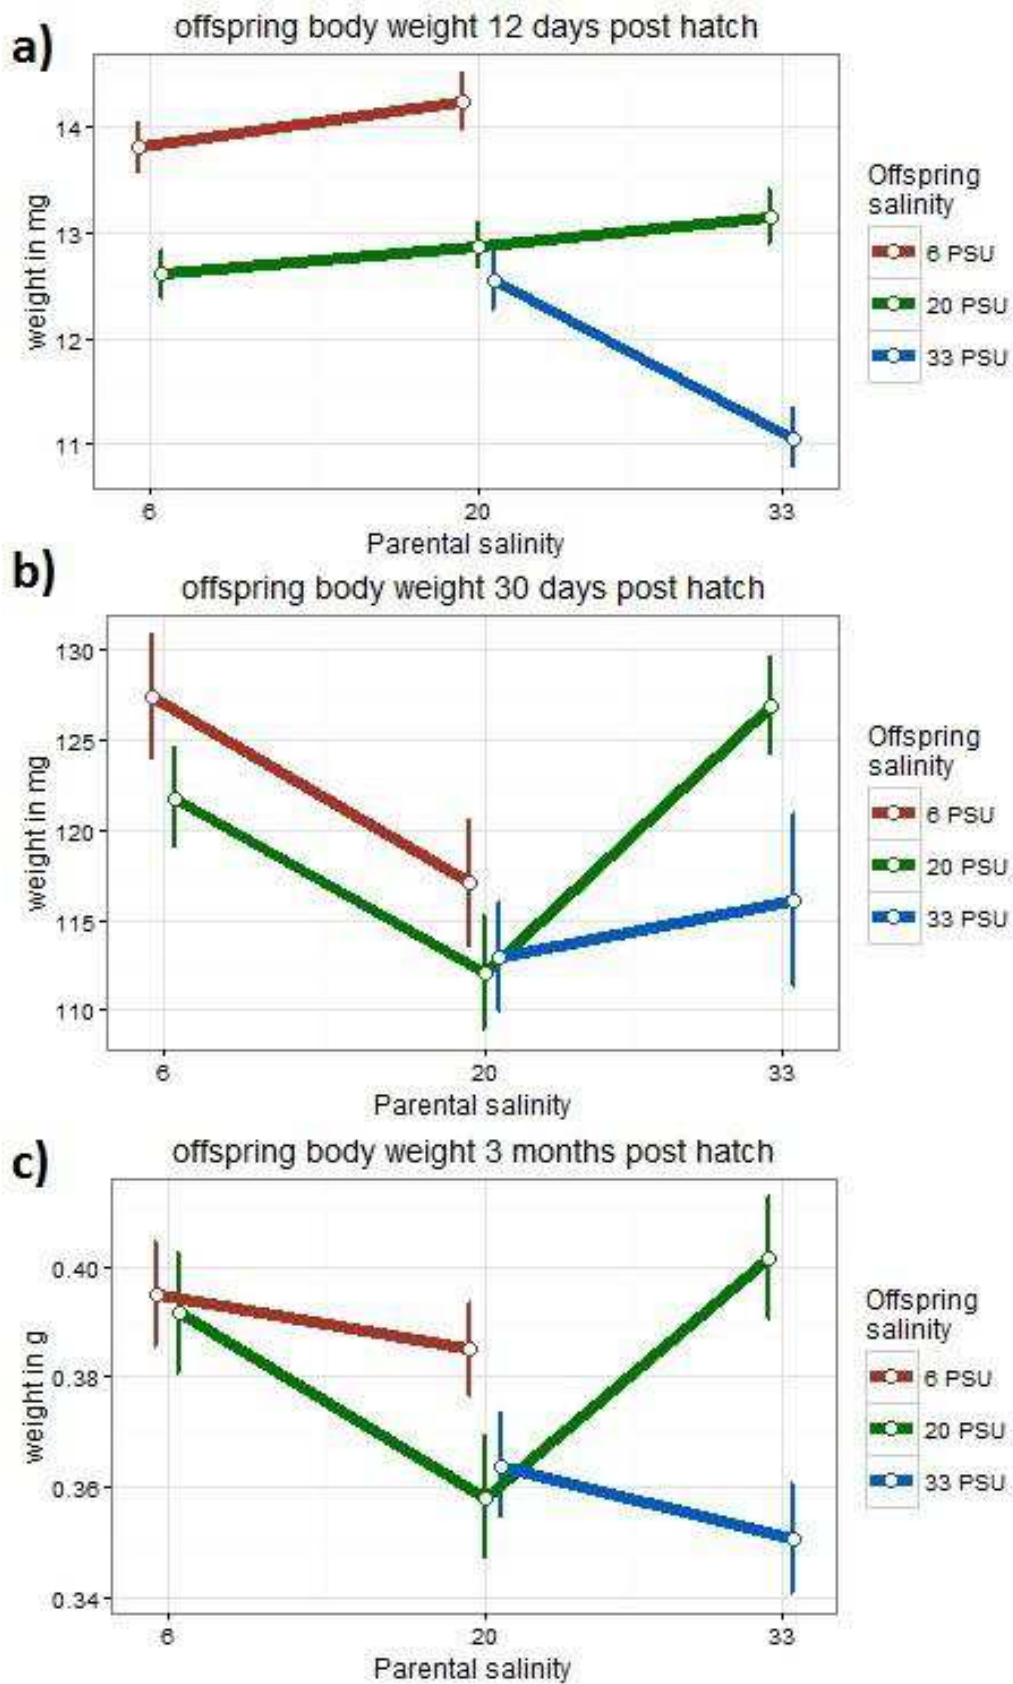 a)
offspring body weight 12 days post hatch
weight in mg
14
13
12
11
6
20
33
Parental salinity
Offspring
salinity
6 PSU
20 PSU
33 PSU
b)
offspring body weight 30 days post hatch
weight in mg
130
125
120
115
110
6
20
33
Parental salinity
Offspring
salinity
6 PSU
20 PSU
33 PSU
c)
offspring body weight 3 months post hatch
weight in g
0.40
0.38
0.36
0.34
6
20
33
Parental salinity
Offspring
salinity
6 PSU
20 PSU
33 PSU